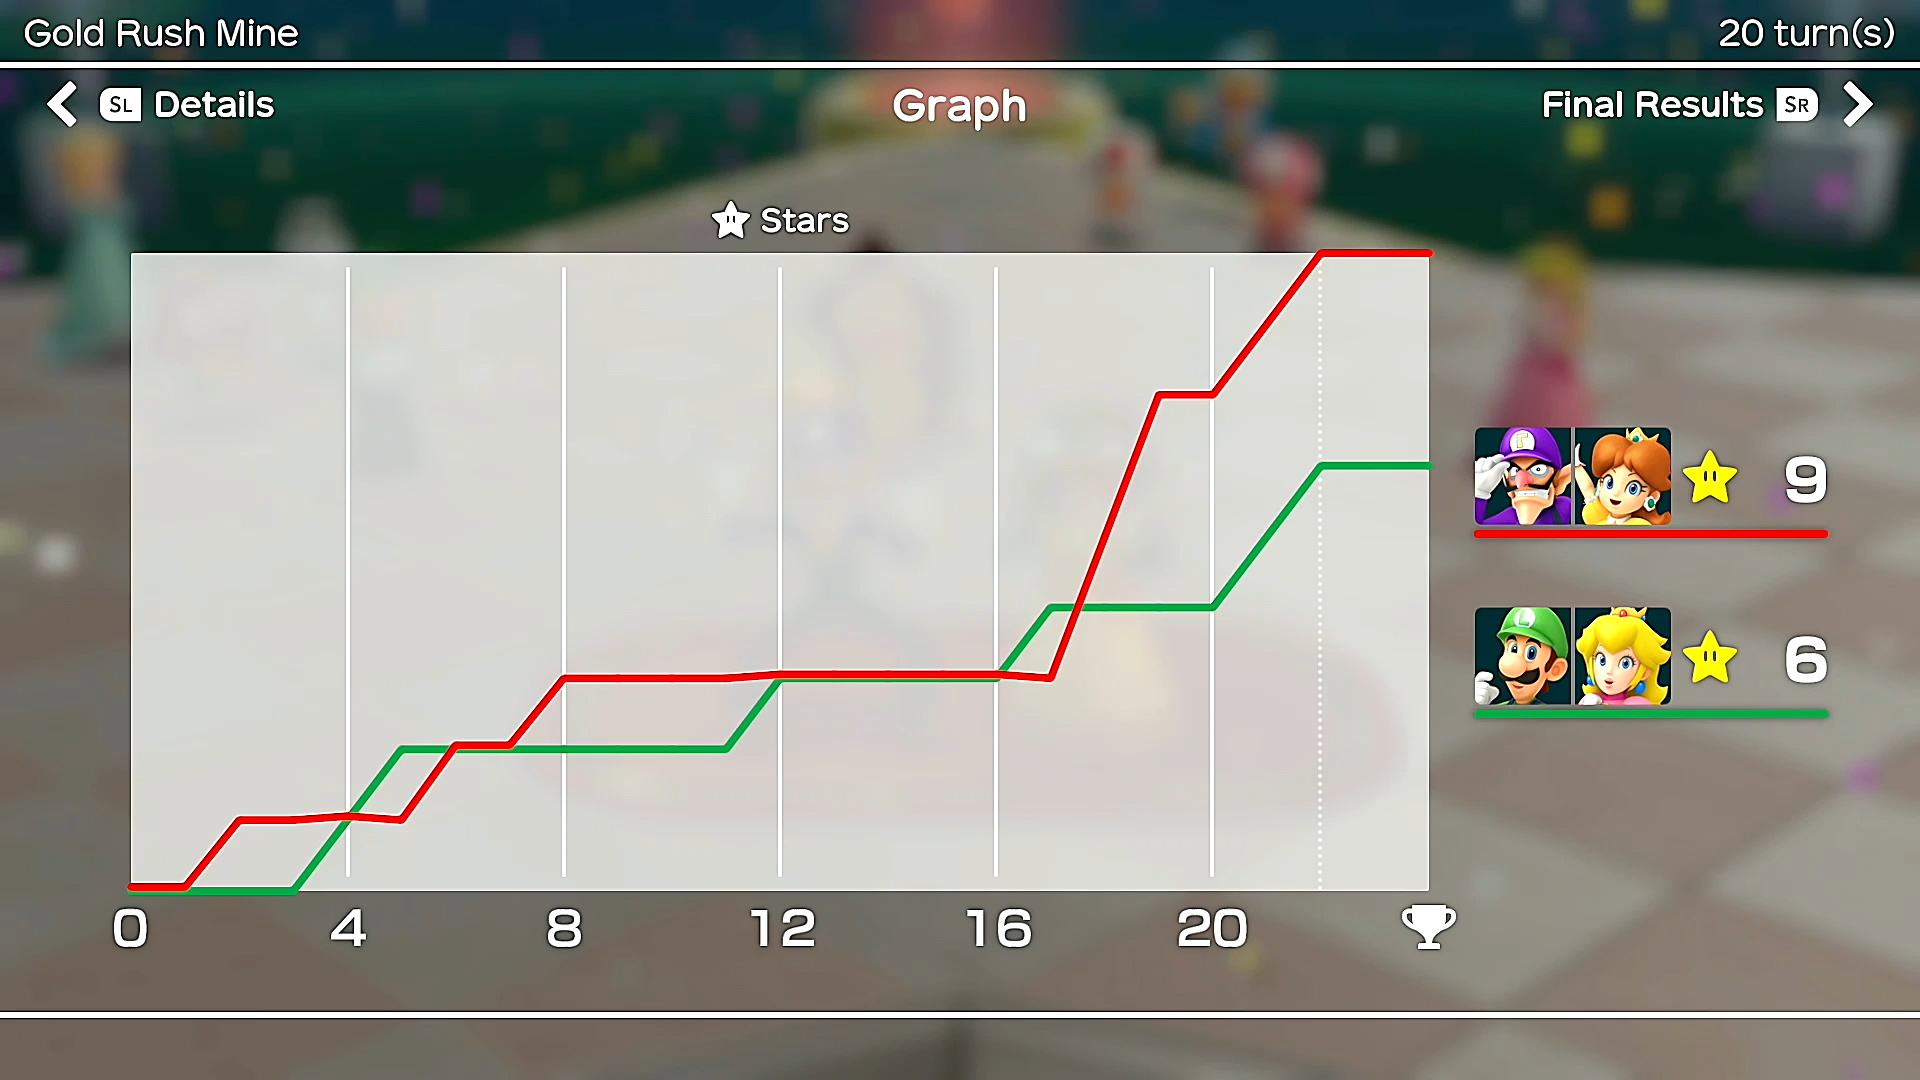 Gold Rush Mine
20 turn(s)
SL Details
Graph
Final Results SR
Stars
9
6
0 4 8 12 16 20